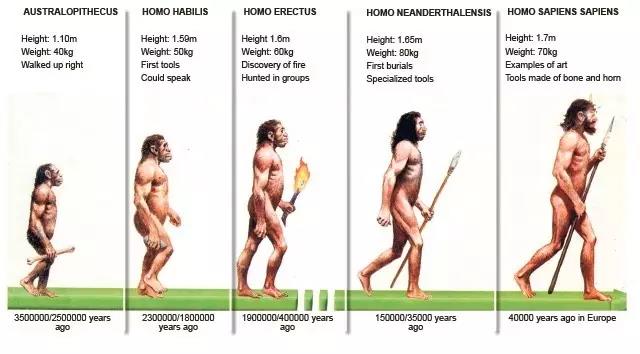 AUSTRALOPITHECUS
Height: 1.10m
Weight: 40kg
Walked up right
HOMO HABILIS
Height: 1.59m
Weight: 50kg
First tools
Could speak
HOMO ERECTUS
Height 1.6m
Weight: 60kg
Discovery of fire
Hunted in groups
HOMO NEANDERTHALENSIS
Height: 1.65m
Weight: 80kg
First burials
Specialized tools
HOMO SAPIENS SAPIENS
Height: 1.7m
Weight: 70kg
Examples of art
Tools made of bone and horn
3500000/2500000 years
ago
2300000/1800000
years ago
1900000/400000 years
ago
150000/35000 years
ago
40000 years ago in Europe